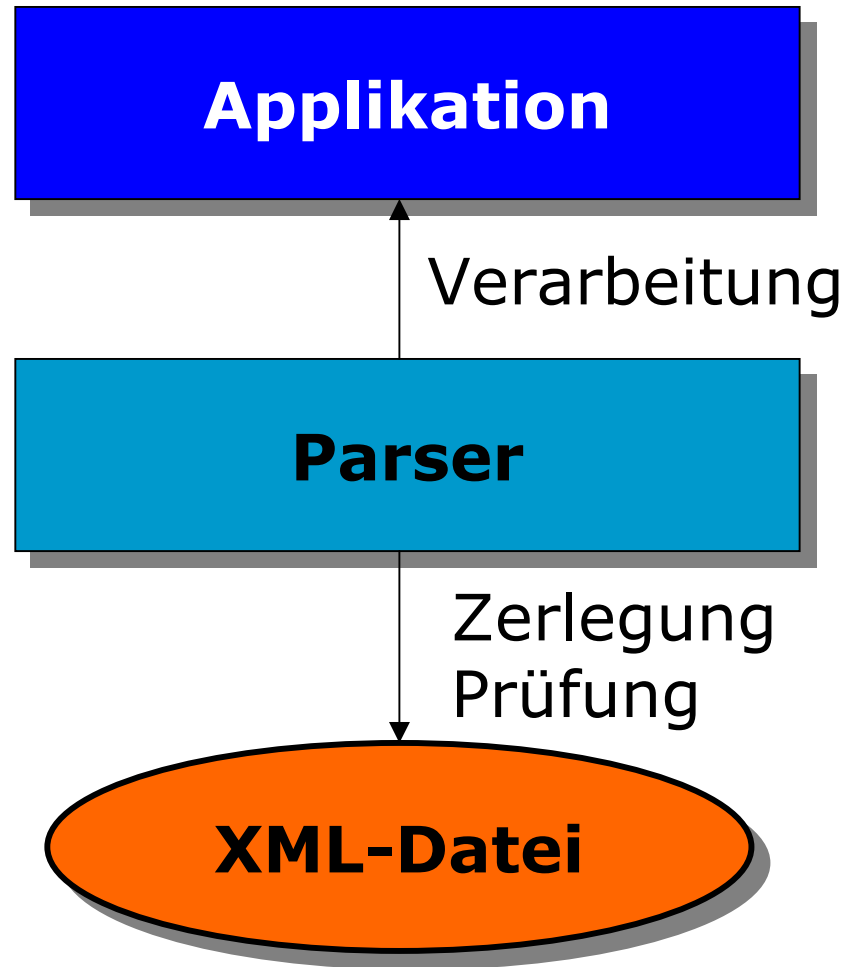 Applikation
Verarbeitung
Parser
Zerlegung
Prüfung
XML-Datei